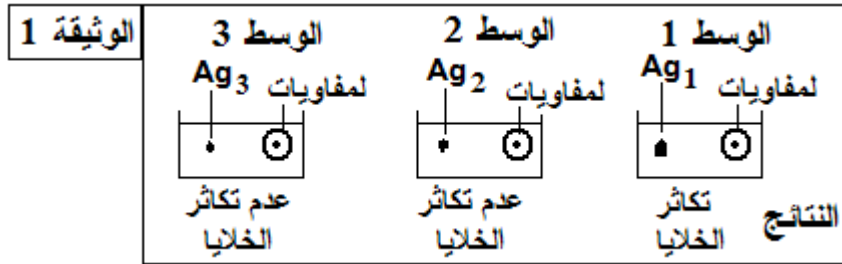 الوثيقة 1
الوسط 1 الوسط 2 الوسط 3
Ag1 لمفاويات Ag2 لمفاويات Ag3 لمفاويات
النتائج تكاثر عدم تكاثر عدم تكاثر
الخلايا الخلايا الخلايا